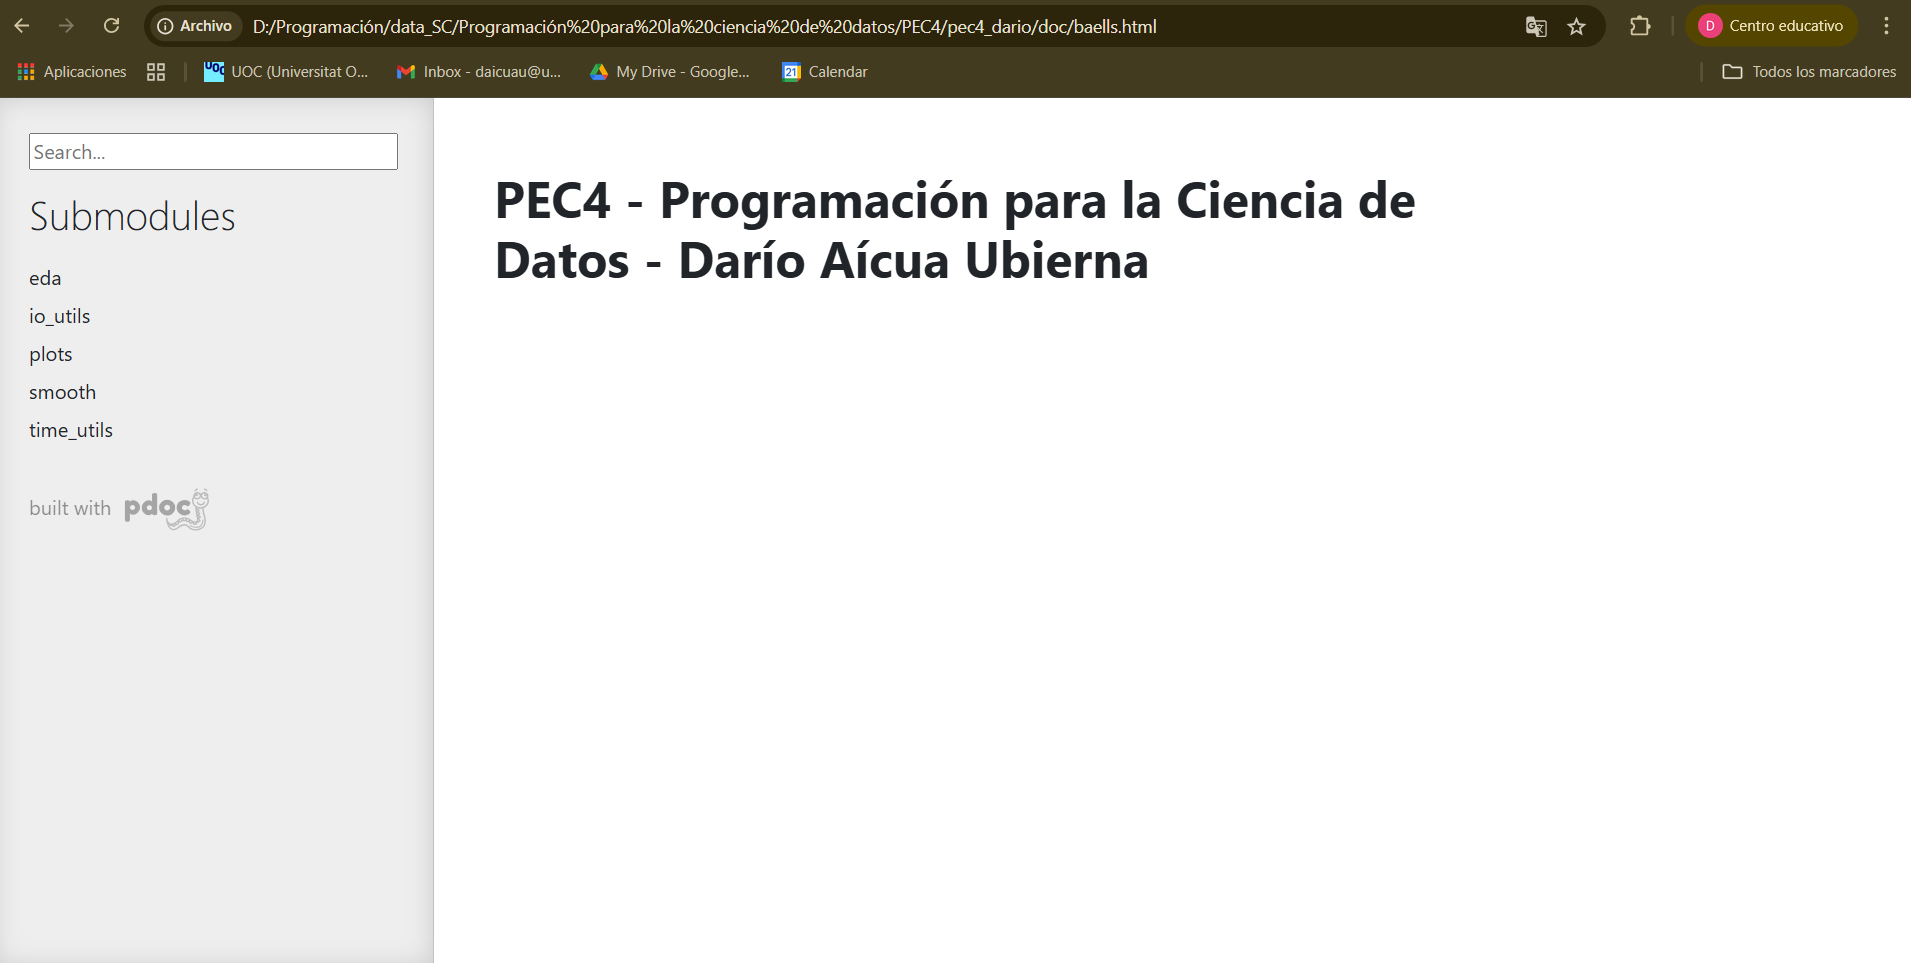 Archivo D:/Programación/data_SC/Programación%20para%20la%20ciencia%20de%20datos/PEC4/pec4_dario/doc/baells.html D Centro educativo
Aplicaciones UOC UOC (Universitat O... Inbox - daicuau@u... My Drive - Google... 21 Calendar Todos los marcadores
Search...
Submodules
eda
io_utils
plots
smooth
time_utils
built with pdoc
PEC4 - Programación para la Ciencia de
Datos - Darío Aícua Ubierna